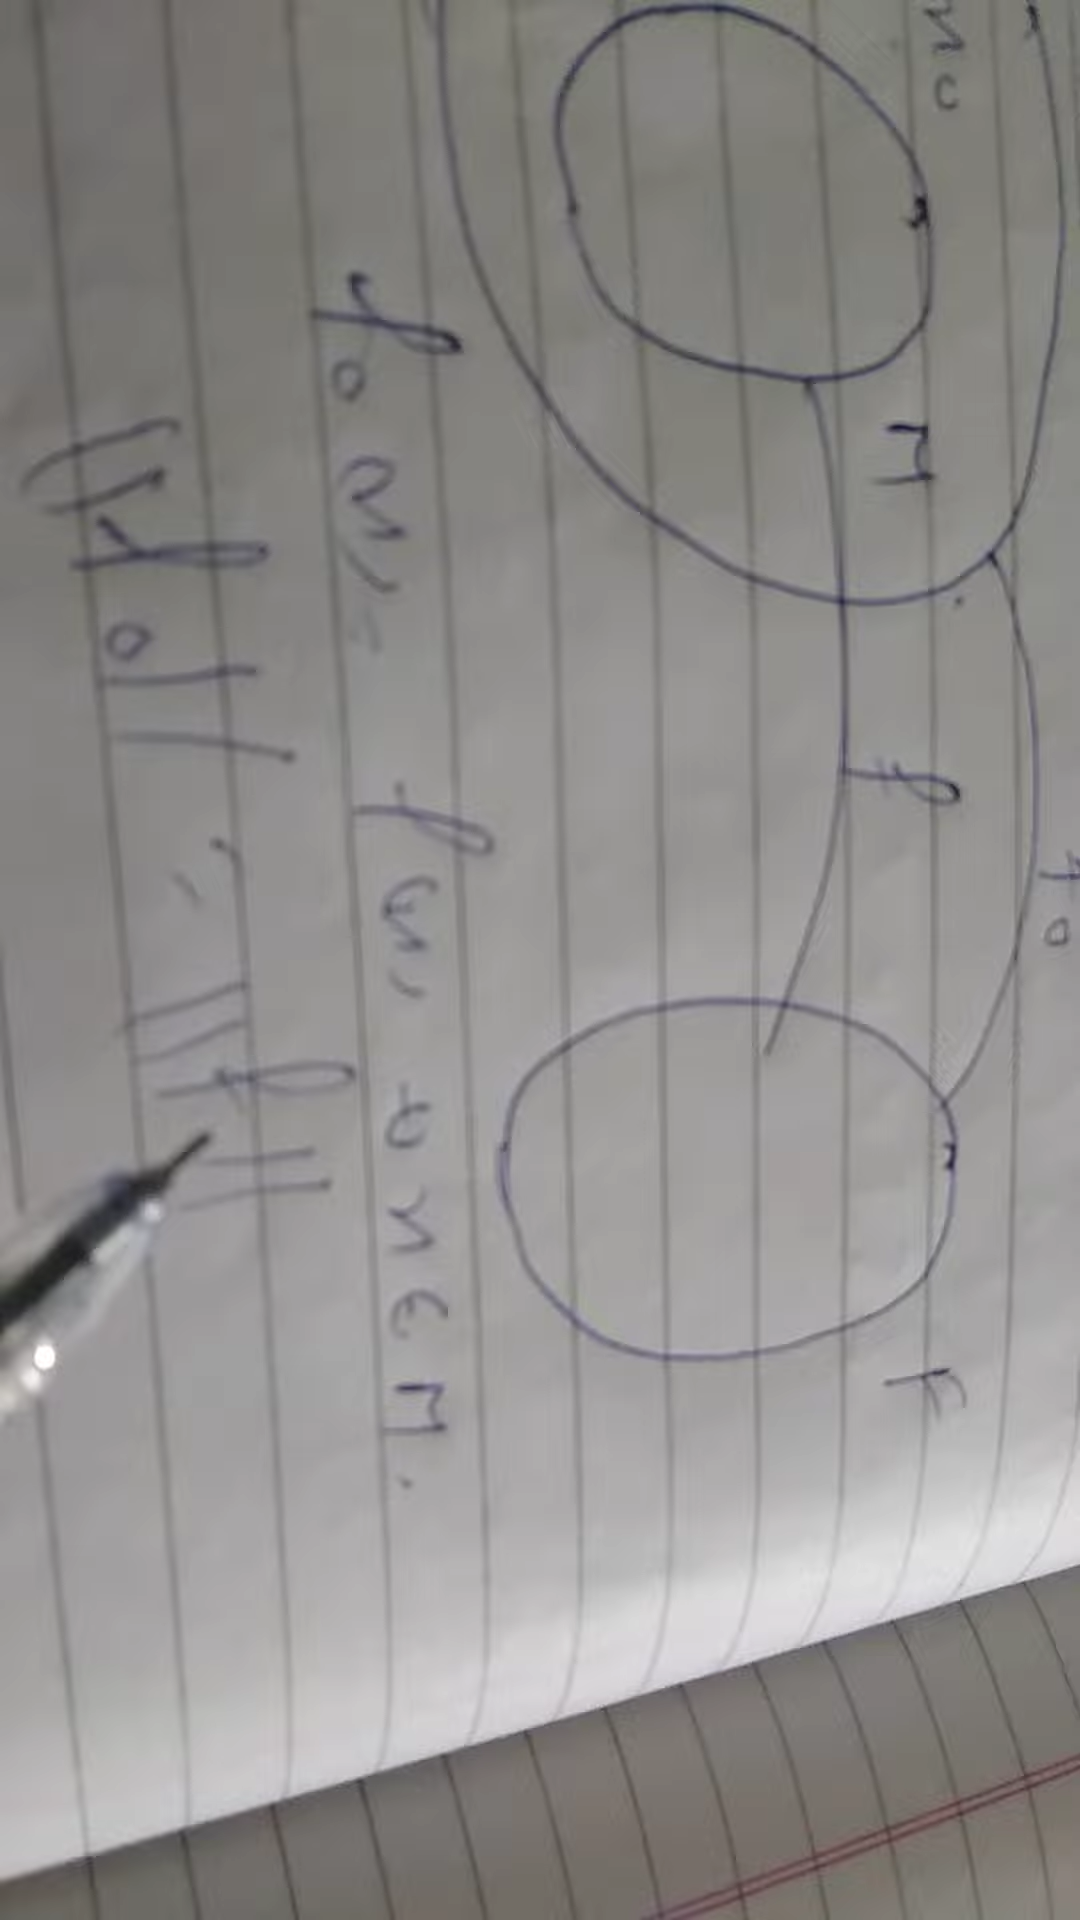 f₀
M f F
f₀(x) = f(x) ∀ x ∈ M.
||f₀|| = ||f||